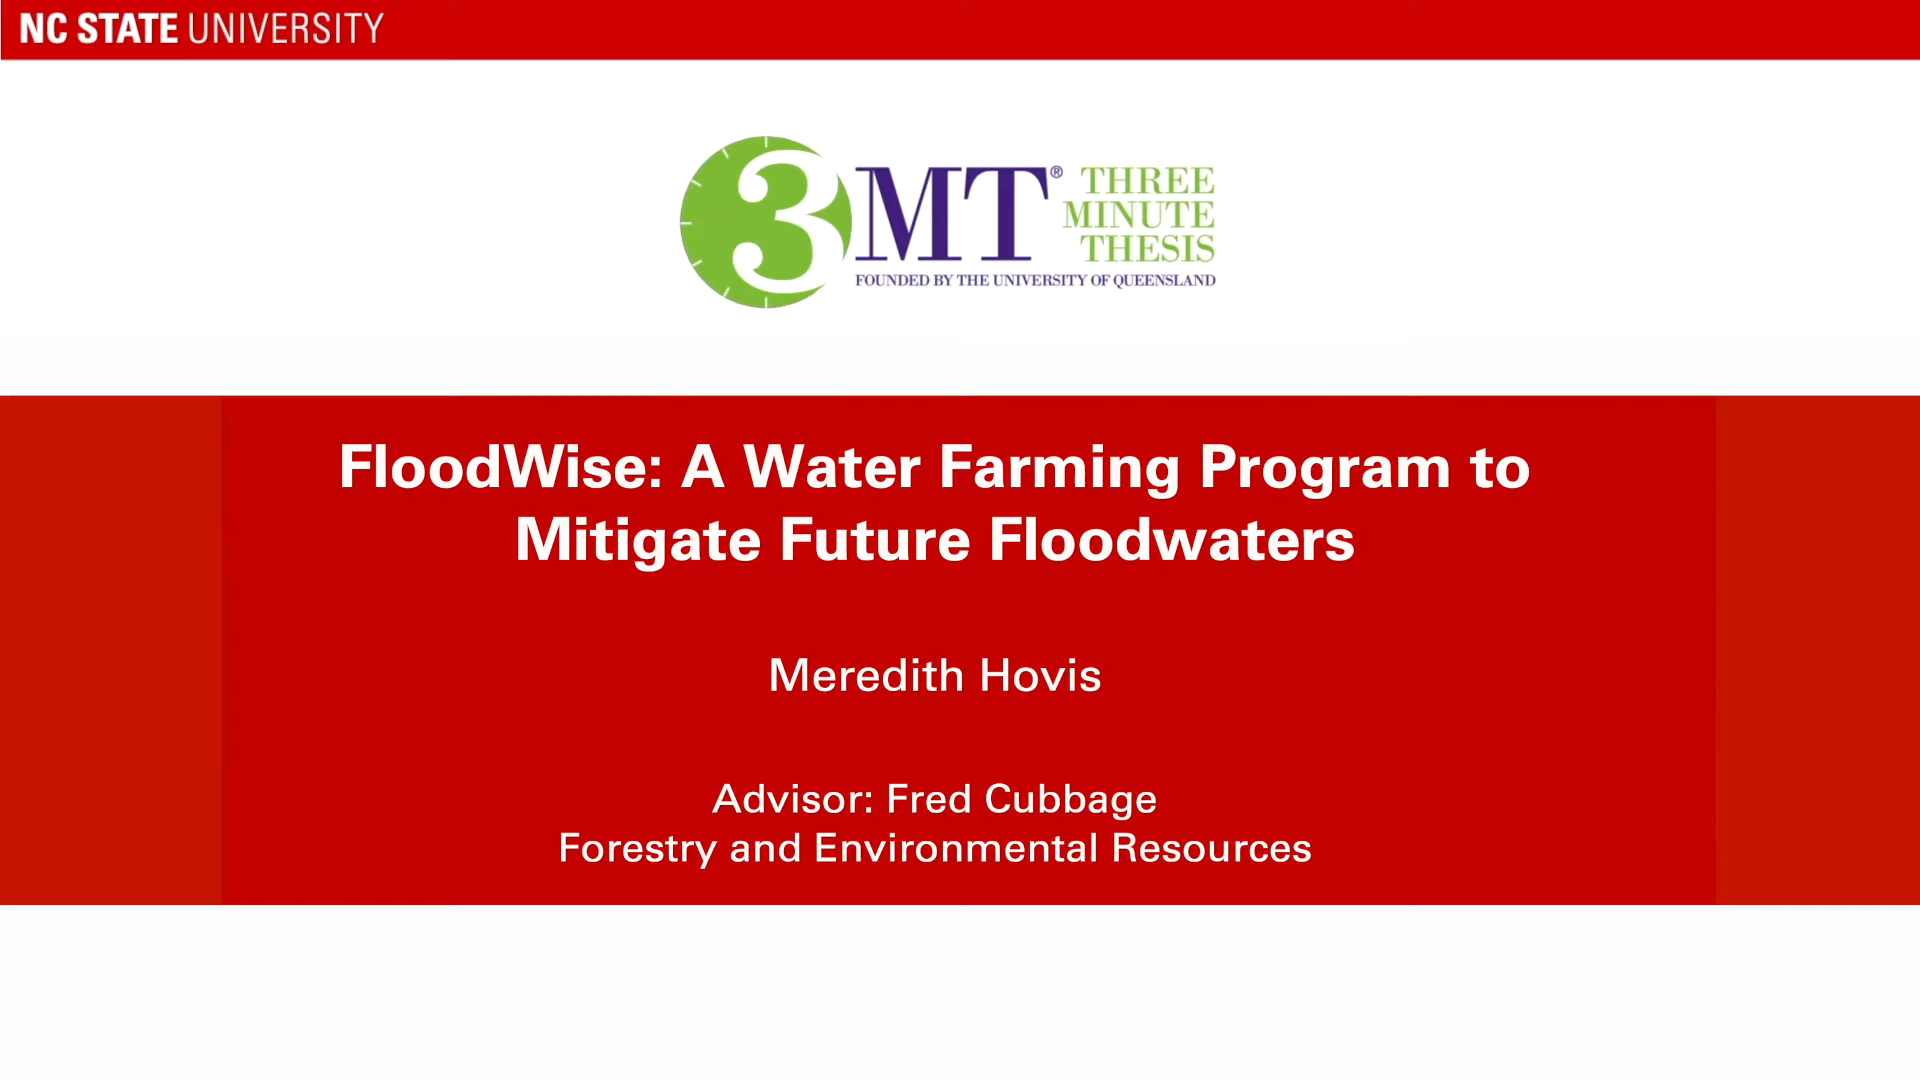 NC STATE UNIVERSITY
3MT® THREE MINUTE THESIS
FOUNDED BY THE UNIVERSITY OF QUEENSLAND
FloodWise: A Water Farming Program to
Mitigate Future Floodwaters
Meredith Hovis
Advisor: Fred Cubbage
Forestry and Environmental Resources